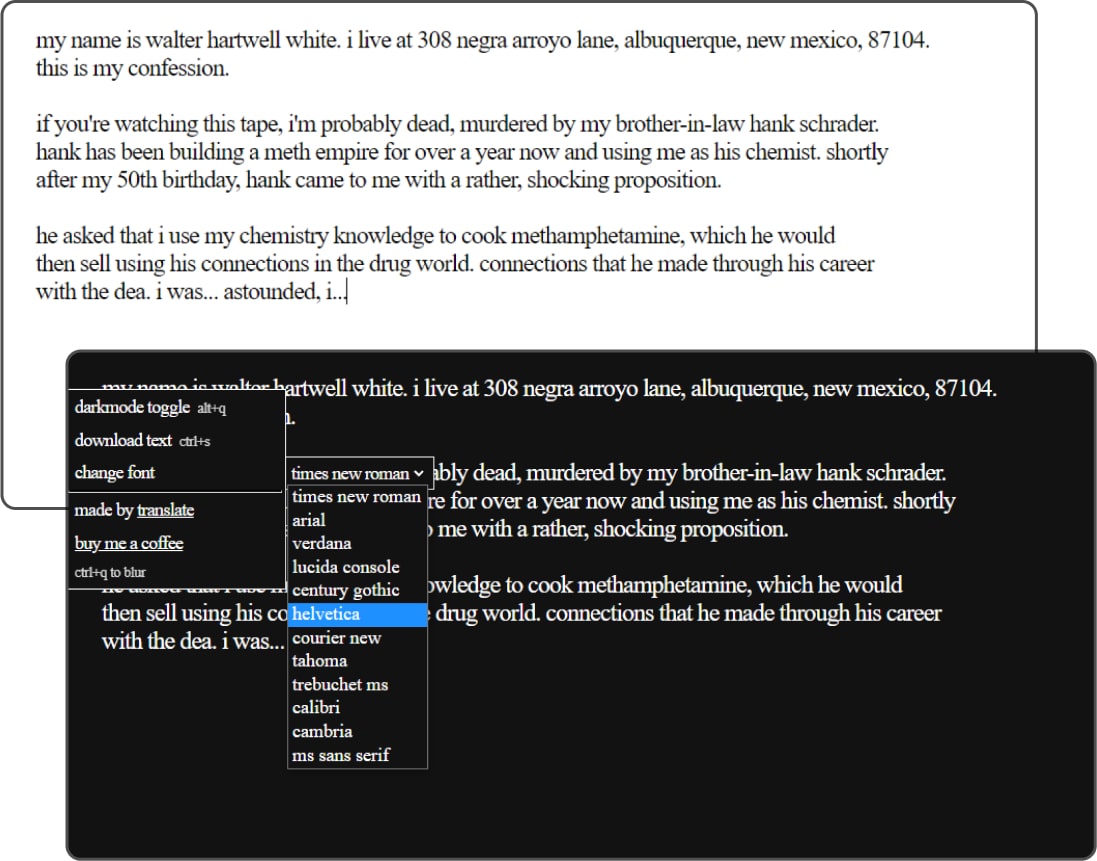 my name is walter hartwell white. i live at 308 negra arroyo lane, albuquerque, new mexico, 87104.
this is my confession.
if you're watching this tape, i'm probably dead, murdered by my brother-in-law hank schrader.
hank has been building a meth empire for over a year now and using me as his chemist. shortly
after my 50th birthday, hank came to me with a rather, shocking proposition.
he asked that i use my chemistry knowledge to cook methamphetamine, which he would
then sell using his connections in the drug world. connections that he made through his career
with the dea. i was... astounded, i...
my name is walter hartwell white. i live at 308 negra arroyo lane, albuquerque, new mexico, 87104.
n.
darkmode toggle alt+q
download text ctrl+s
change font
made by translate
buy me a coffee
ctrl+q to blur
times new roman
times new roman
arial
verdana
lucida console
century gothic
helvetica
courier new
tahoma
trebuchet ms
calibri
cambria
ms sans serif
ably dead, murdered by my brother-in-law hank schrader.
re for over a year now and using me as his chemist. shortly
o me with a rather, shocking proposition.
he asked that i use m owledge to cook methamphetamine, which he would
then sell using his co e drug world. connections that he made through his career
with the dea. i was...